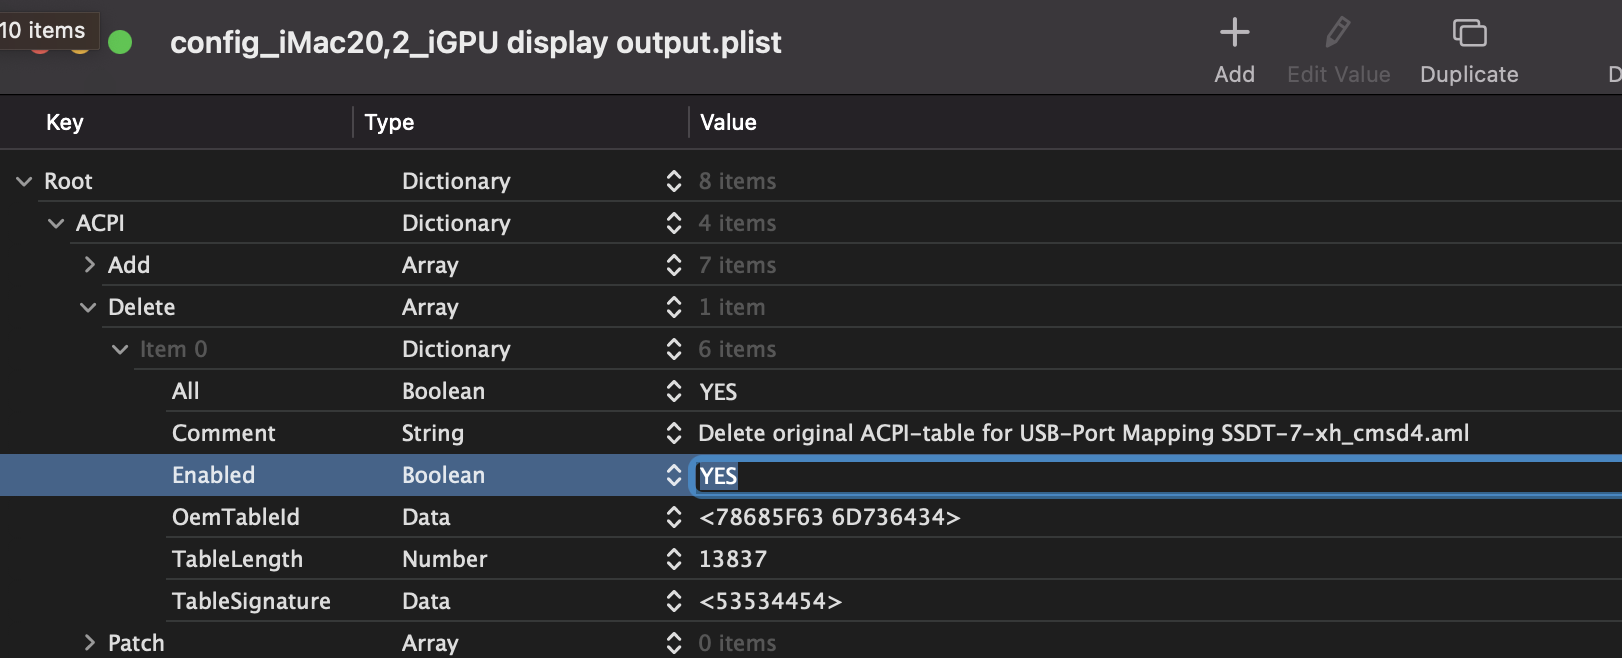 10 items
config_iMac20,2_iGPU display output.plist
Add
Edit Value
Duplicate
D
Key Type Value
Root Dictionary 8 items
ACPI Dictionary 4 items
Add Array 7 items
Delete Array 1 item
Item 0 Dictionary 6 items
All Boolean YES
Comment String Delete original ACPI-table for USB-Port Mapping SSDT-7-xh_cmsd4.aml
Enabled Boolean YES
OemTableId Data <78685F63 6D736434>
TableLength Number 13837
TableSignature Data <53534454>
Patch Array 0 items